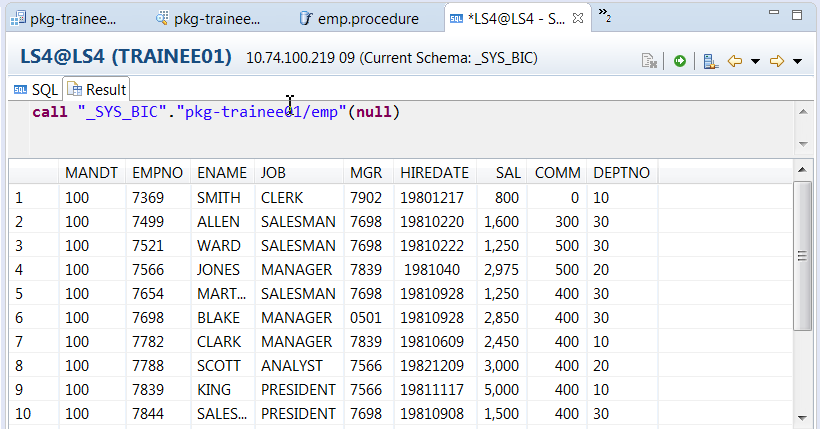 pkg-trainee... pkg-trainee... emp.procedure SQL *LS4@LS4 - S... 2
LS4@LS4 (TRAINEE01) 10.74.100.219 09 (Current Schema: _SYS_BIC)
SQL SQL Result
call "_SYS_BIC"."pkg-trainee01/emp"(null)
MANDT EMPNO ENAME JOB MGR HIREDATE SAL COMM DEPTNO
1 100 7369 SMITH CLERK 7902 19801217 800 0 10
2 100 7499 ALLEN SALESMAN 7698 19810220 1,600 300 30
3 100 7521 WARD SALESMAN 7698 19810222 1,250 500 30
4 100 7566 JONES MANAGER 7839 1981040 2,975 500 20
5 100 7654 MART... SALESMAN 7698 19810928 1,250 400 30
6 100 7698 BLAKE MANAGER 0501 19810928 2,850 400 30
7 100 7782 CLARK MANAGER 7839 19810609 2,450 400 10
8 100 7788 SCOTT ANALYST 7566 19821209 3,000 400 20
9 100 7839 KING PRESIDENT 7566 19811117 5,000 400 10
10 100 7844 SALES... PRESIDENT 7698 19810908 1,500 400 30